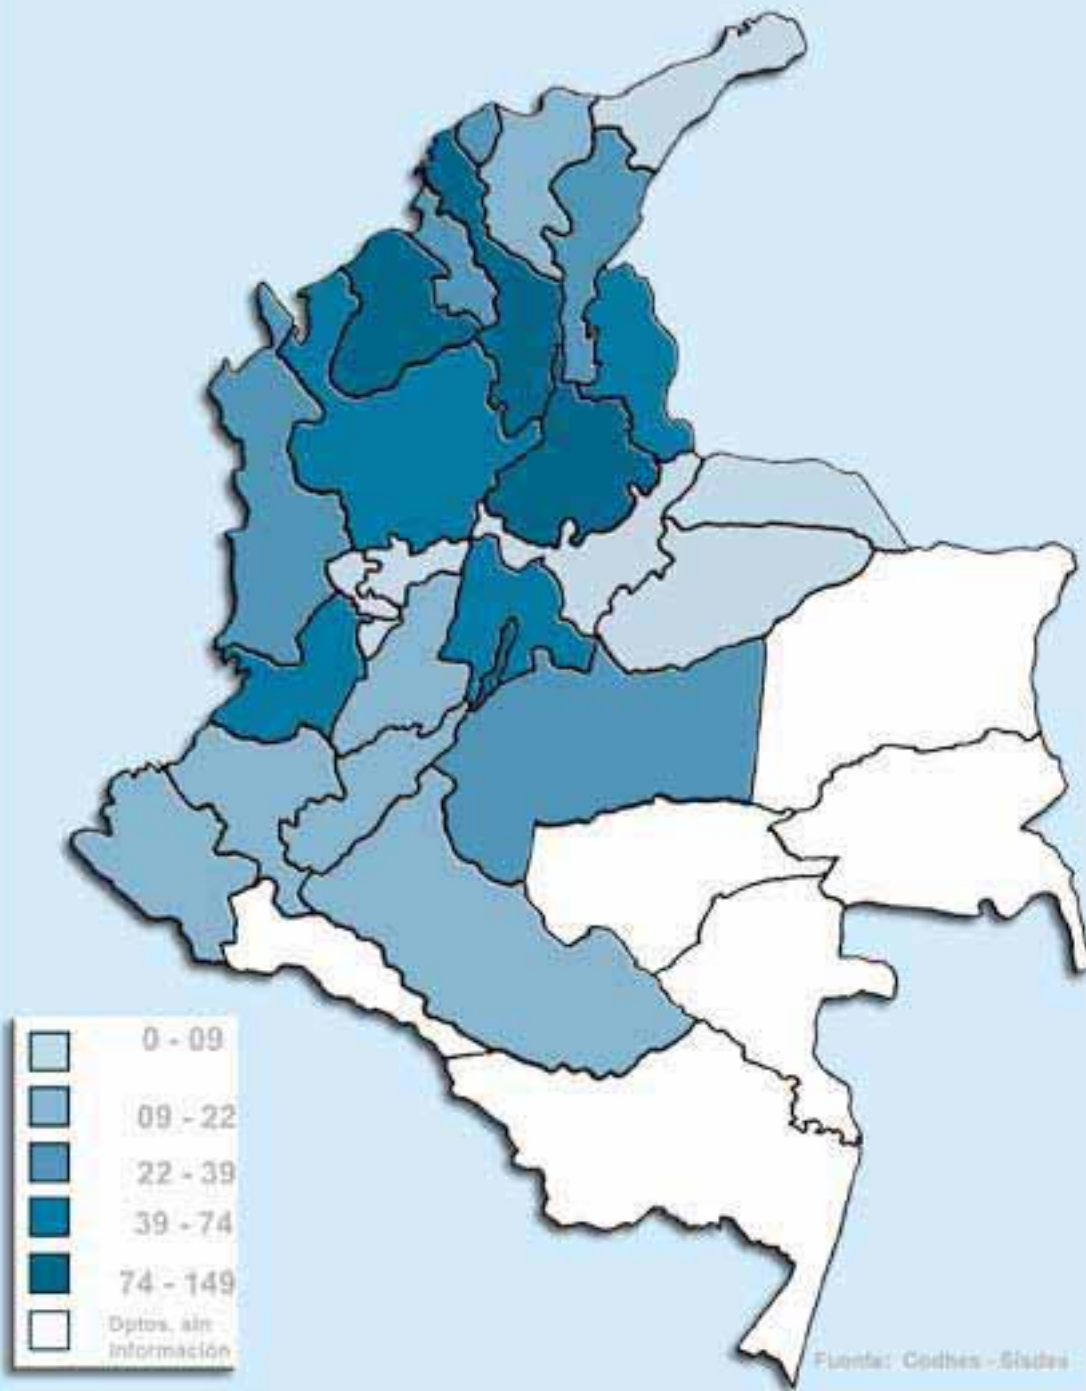 0 - 09
09 - 22
22 - 39
39 - 74
74 - 149
Dptos. sin
Información
Fuente: Codhes - Sisdes